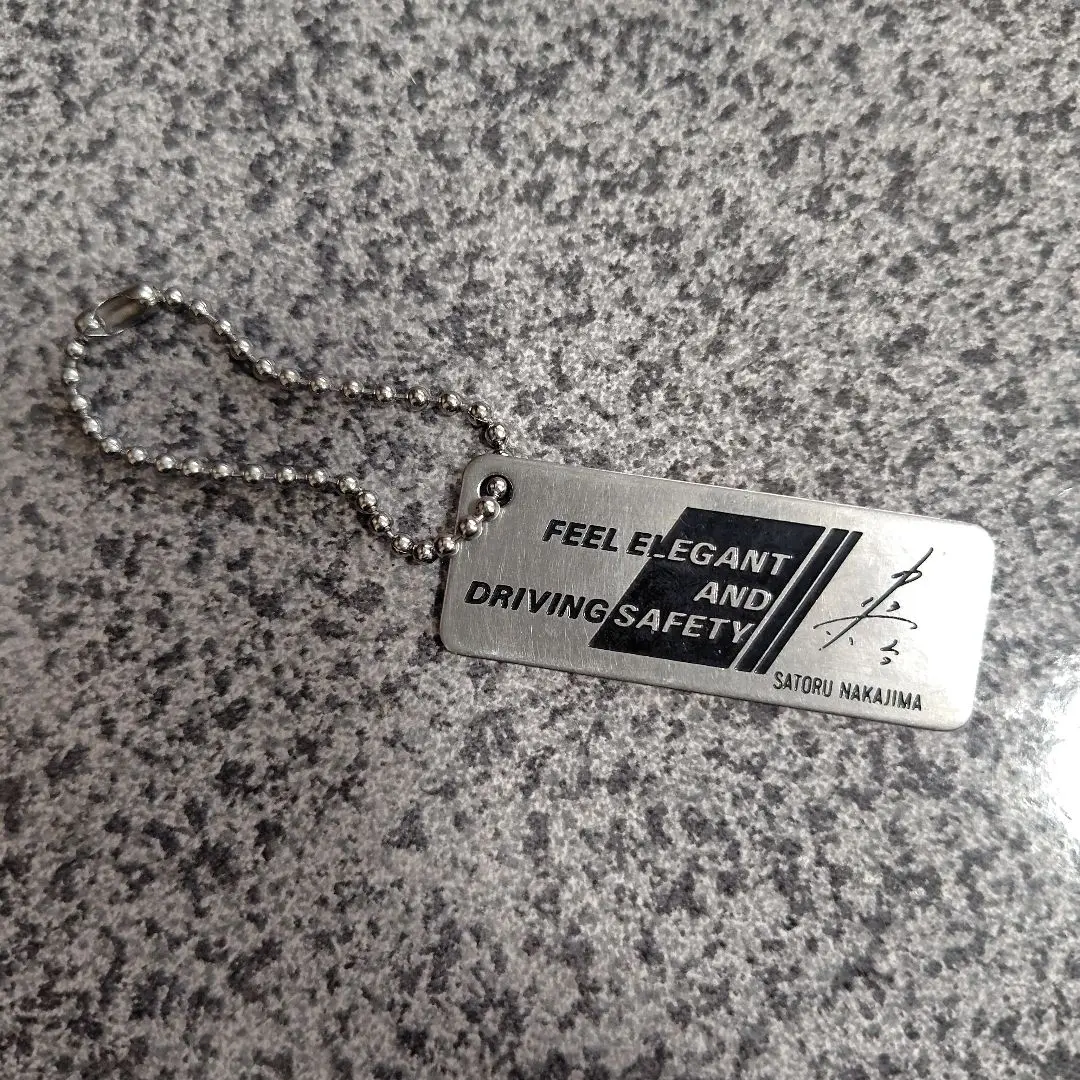 FEEL ELEGANT
AND
DRIVING SAFETY
SATORU NAKAJIMA